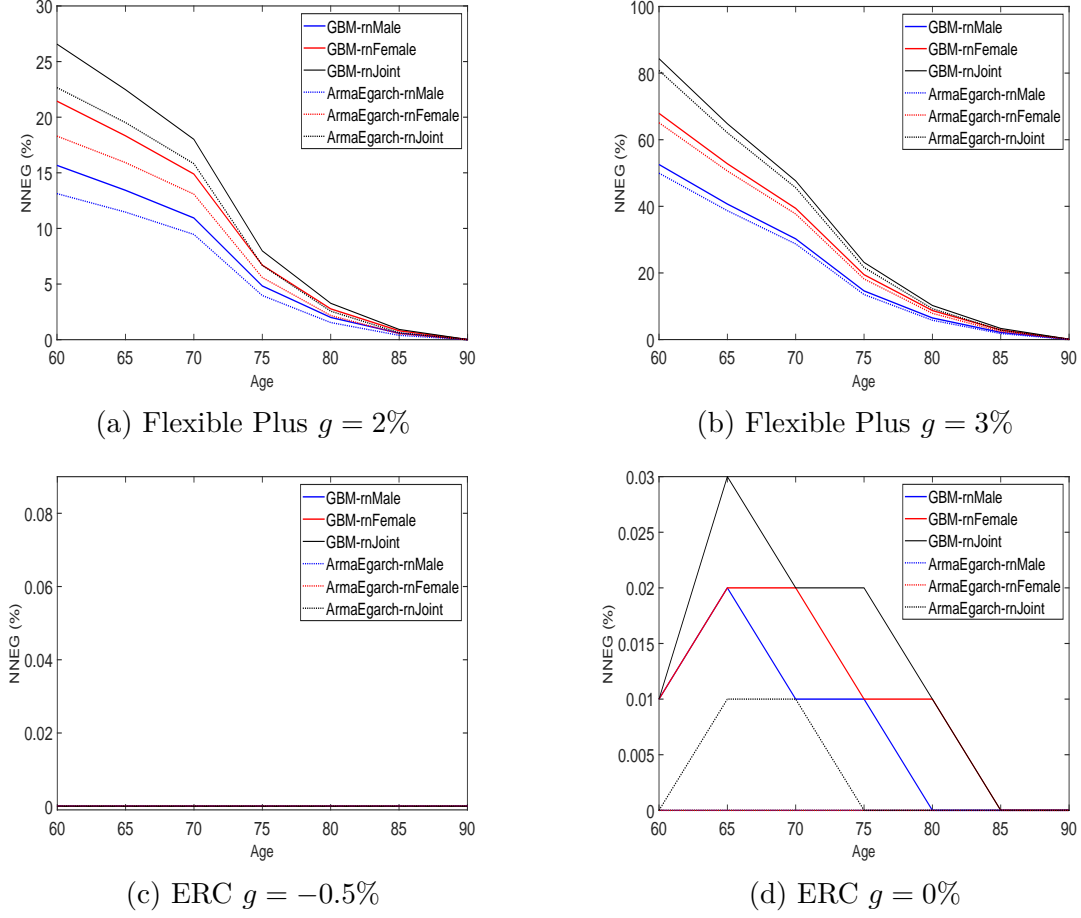 30
25
20
15
10
5
0
NNEG (%)
60 65 70 75 80 85 90
Age
GBM-rnMale
GBM-rnFemale
GBM-rnJoint
ArmaEgarch-rnMale
ArmaEgarch-rnFemale
ArmaEgarch-rnJoint
(a) Flexible Plus g = 2%
100
80
60
40
20
0
NNEG (%)
60 65 70 75 80 85 90
Age
GBM-rnMale
GBM-rnFemale
GBM-rnJoint
ArmaEgarch-rnMale
ArmaEgarch-rnFemale
ArmaEgarch-rnJoint
(b) Flexible Plus g = 3%
0.08
0.06
0.04
0.02
0
NNEG (%)
60 65 70 75 80 85 90
Age
GBM-rnMale
GBM-rnFemale
GBM-rnJoint
ArmaEgarch-rnMale
ArmaEgarch-rnFemale
ArmaEgarch-rnJoint
(c) ERC g = −0.5%
0.03
0.025
0.02
0.015
0.01
0.005
0
NNEG (%)
60 65 70 75 80 85 90
Age
GBM-rnMale
GBM-rnFemale
GBM-rnJoint
ArmaEgarch-rnMale
ArmaEgarch-rnFemale
ArmaEgarch-rnJoint
(d) ERC g = 0%